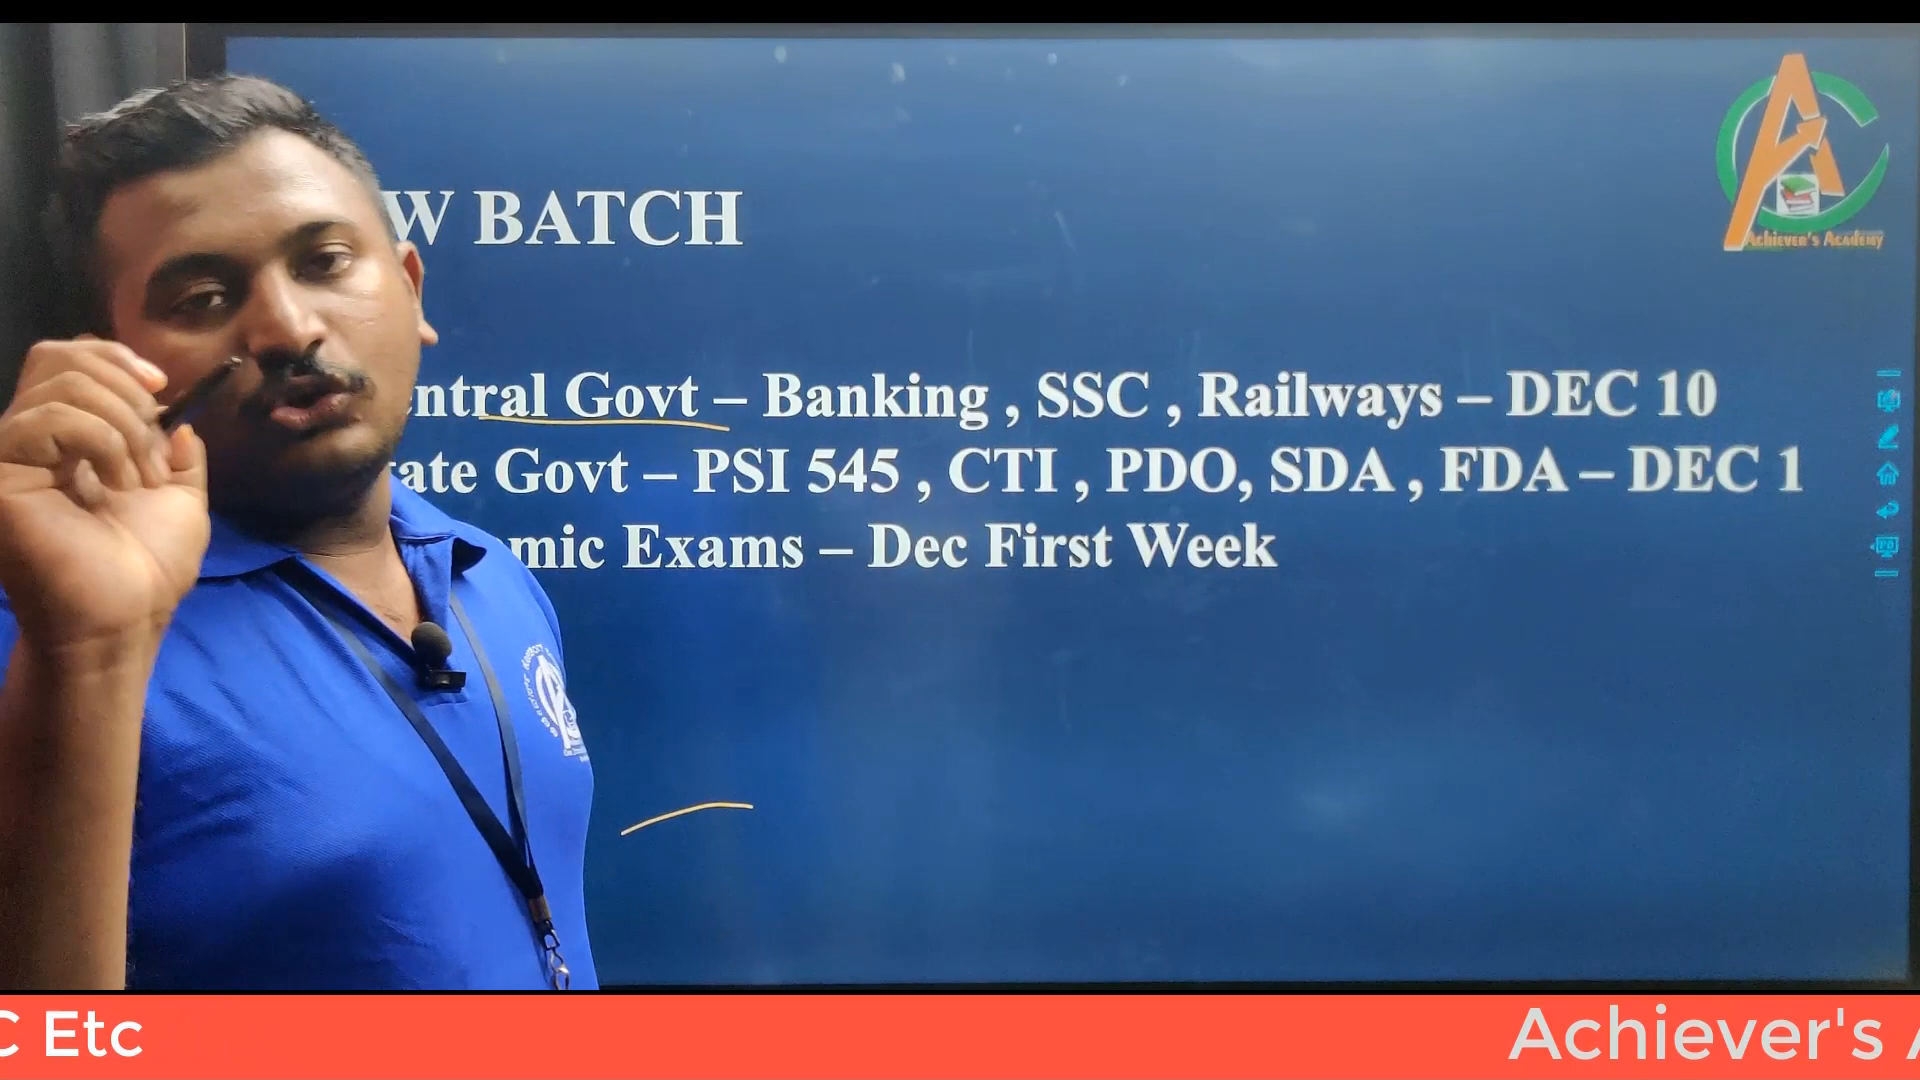 W BATCH
Achiever's Academy
ntral Govt – Banking , SSC , Railways – DEC 10
ate Govt – PSI 545 , CTI , PDO, SDA , FDA – DEC 1
mic Exams – Dec First Week
C Etc
Achiever's A